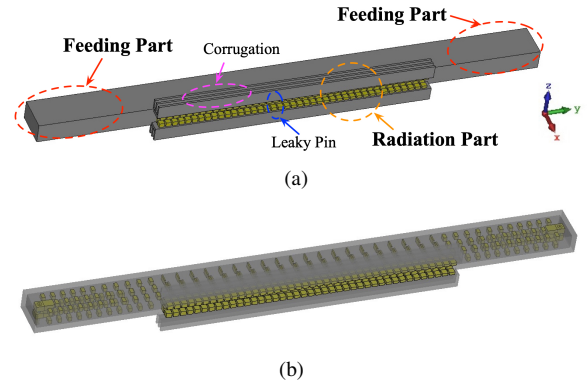 Feeding Part
Feeding Part
Corrugation
Leaky Pin
Radiation Part
z
y
x
(a)
(b)